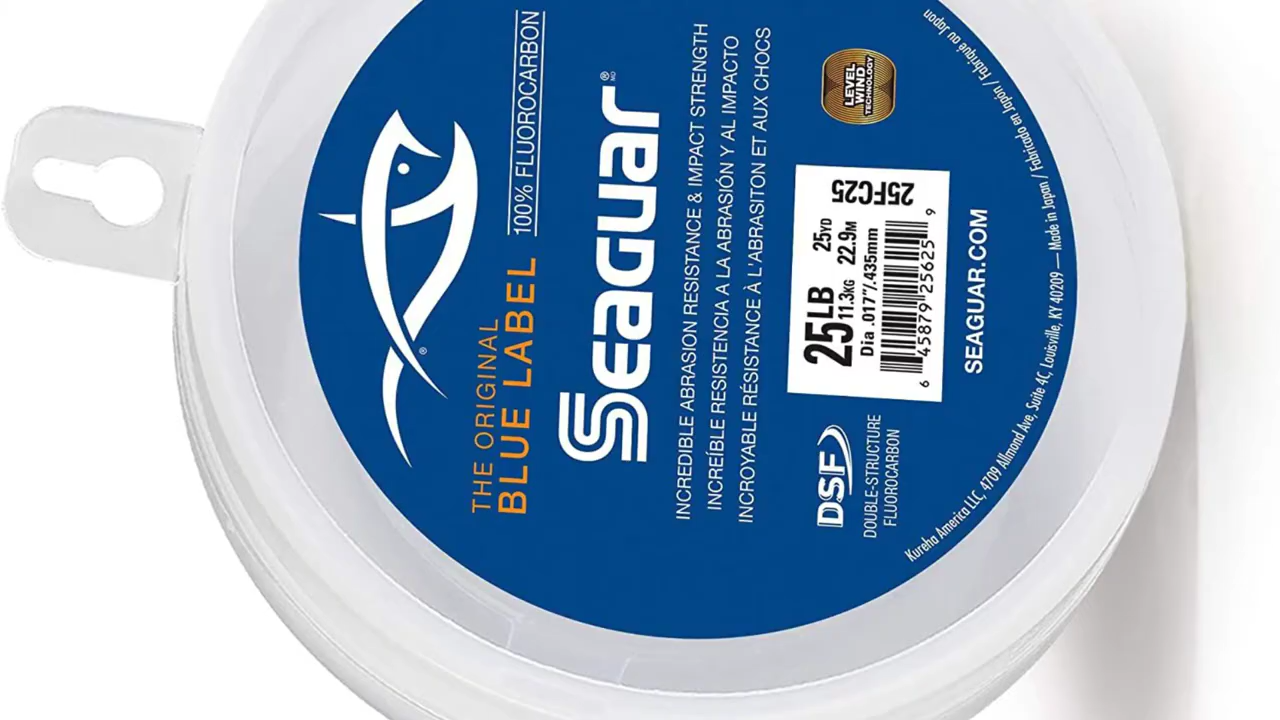 THE ORIGINAL
BLUE LABEL 100% FLUOROCARBON
Seaguar®
INCREDIBLE ABRASION RESISTANCE & IMPACT STRENGTH
INCREÍBLE RESISTENCIA A LA ABRASIÓN Y AL IMPACTO
INCROYABLE RÉSISTANCE À L'ABRASITON ET AUX CHOCS
DSF
DOUBLE-STRUCTURE
FLUOROCARBON
25LB 25YD
11.3KG 22.9M
Dia .017"/.435mm
6 45879 25625 9
25FC25
LEVEL
WIND
TECHNOLOGY
SEAGUAR.COM
Kureha America LLC, 4709 Allmond Ave, Suite 4C, Louisville, KY 40209 — Made in Japan / Fabricado en Japón / Fabriqué au Japon